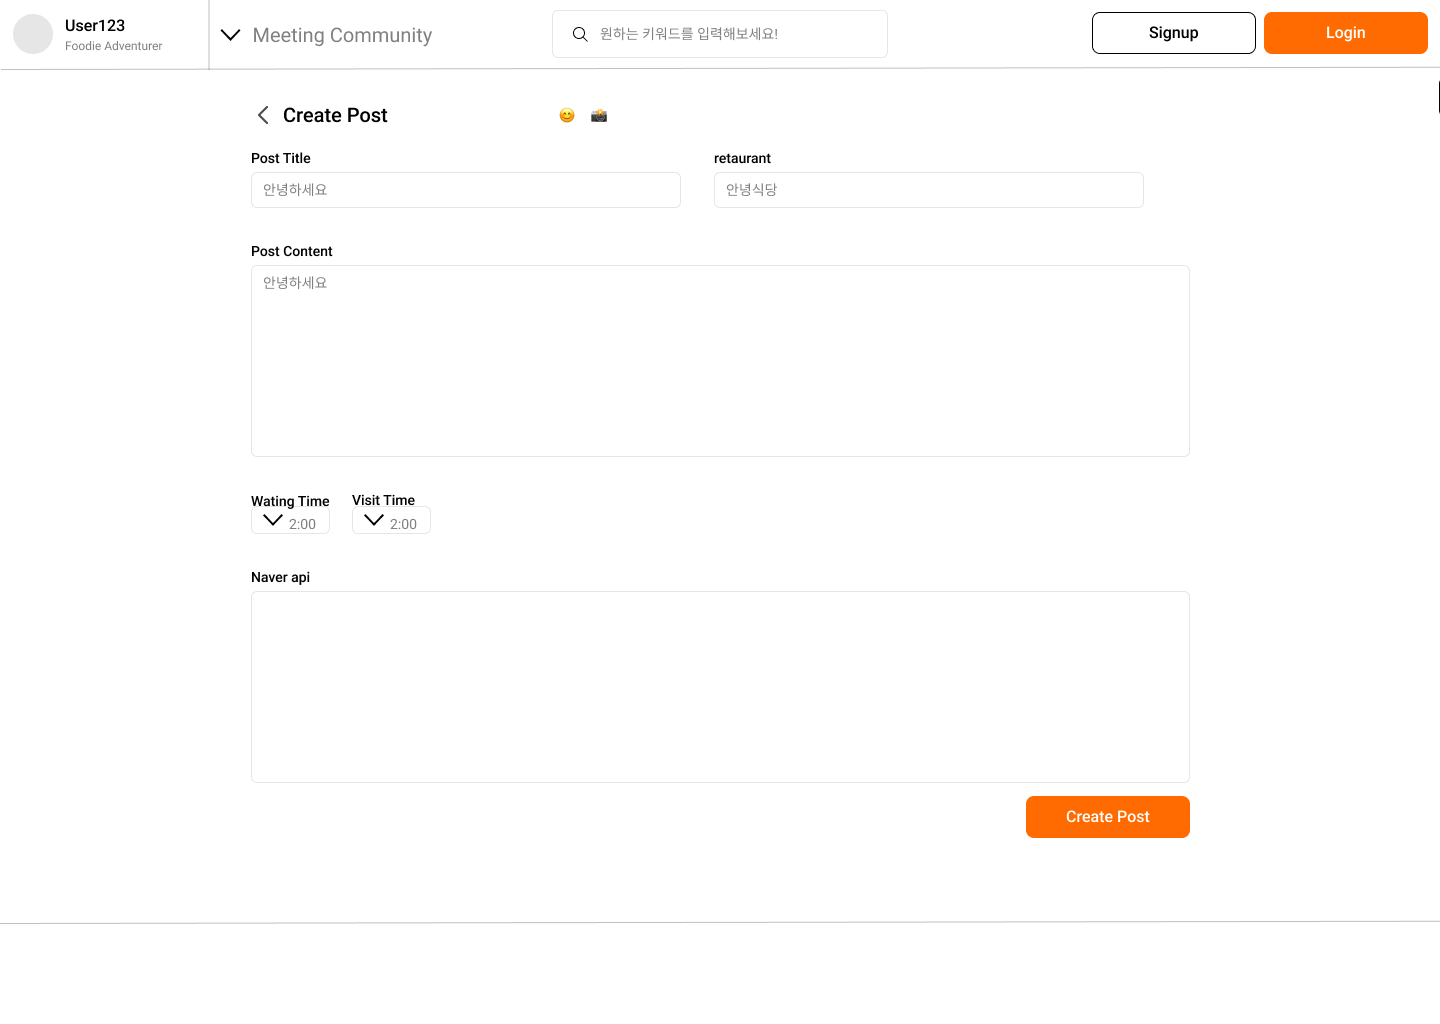 User123
Foodie Adventurer
Meeting Community
원하는 키워드를 입력해보세요!
Signup
Login
Create Post
😊 📸
Post Title
안녕하세요
retaurant
안녕식당
Post Content
안녕하세요
Wating Time
2:00
Visit Time
2:00
Naver api
Create Post